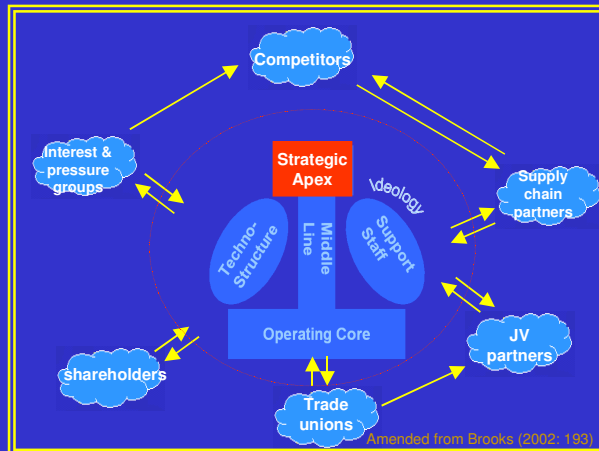 Competitors
Interest &
pressure
groups
Strategic
Apex
Ideology
Supply
chain
partners
Techno-
Structure
Middle
Line
Support
Staff
Operating Core
JV
partners
shareholders
Trade
unions
Amended from Brooks (2002: 193)